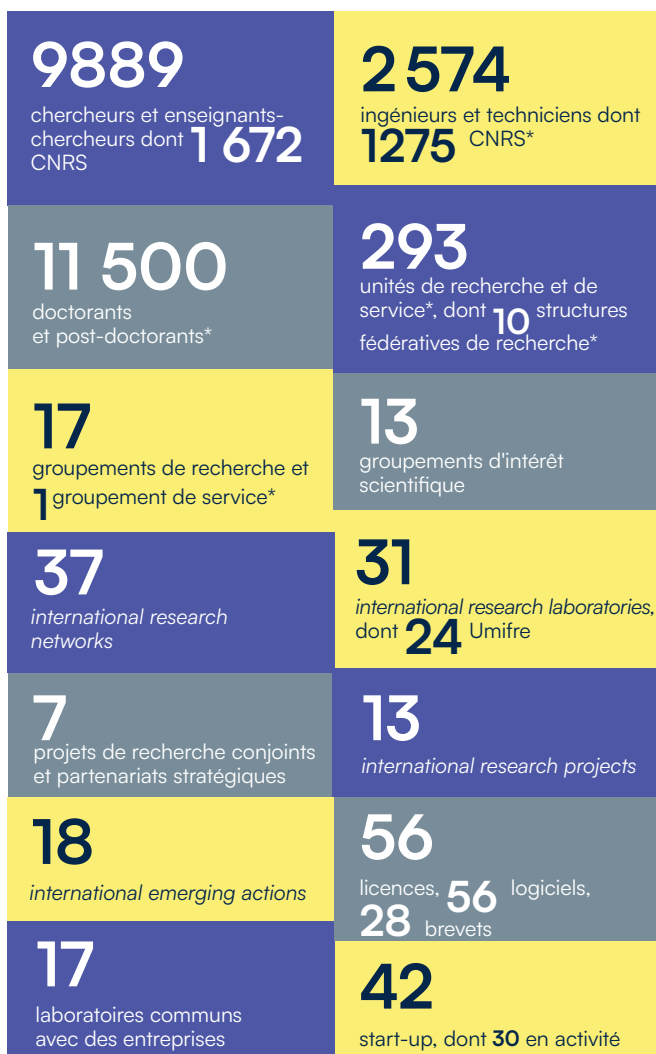 9889
chercheurs et enseignants-
chercheurs dont 1 672
CNRS
2 574
ingénieurs et techniciens dont
1275 CNRS*
11 500
doctorants
et post-doctorants*
293
unités de recherche et de
service*, dont 10 structures
fédératives de recherche*
17
groupements de recherche et
1 groupement de service*
13
groupements d'intérêt
scientifique
37
international research
networks
31
international research laboratories,
dont 24 Umifre
7
projets de recherche conjoints
et partenariats stratégiques
13
international research projects
18
international emerging actions
56
licences, 56 logiciels,
28 brevets
17
laboratoires communs
avec des entreprises
42
start-up, dont 30 en activité